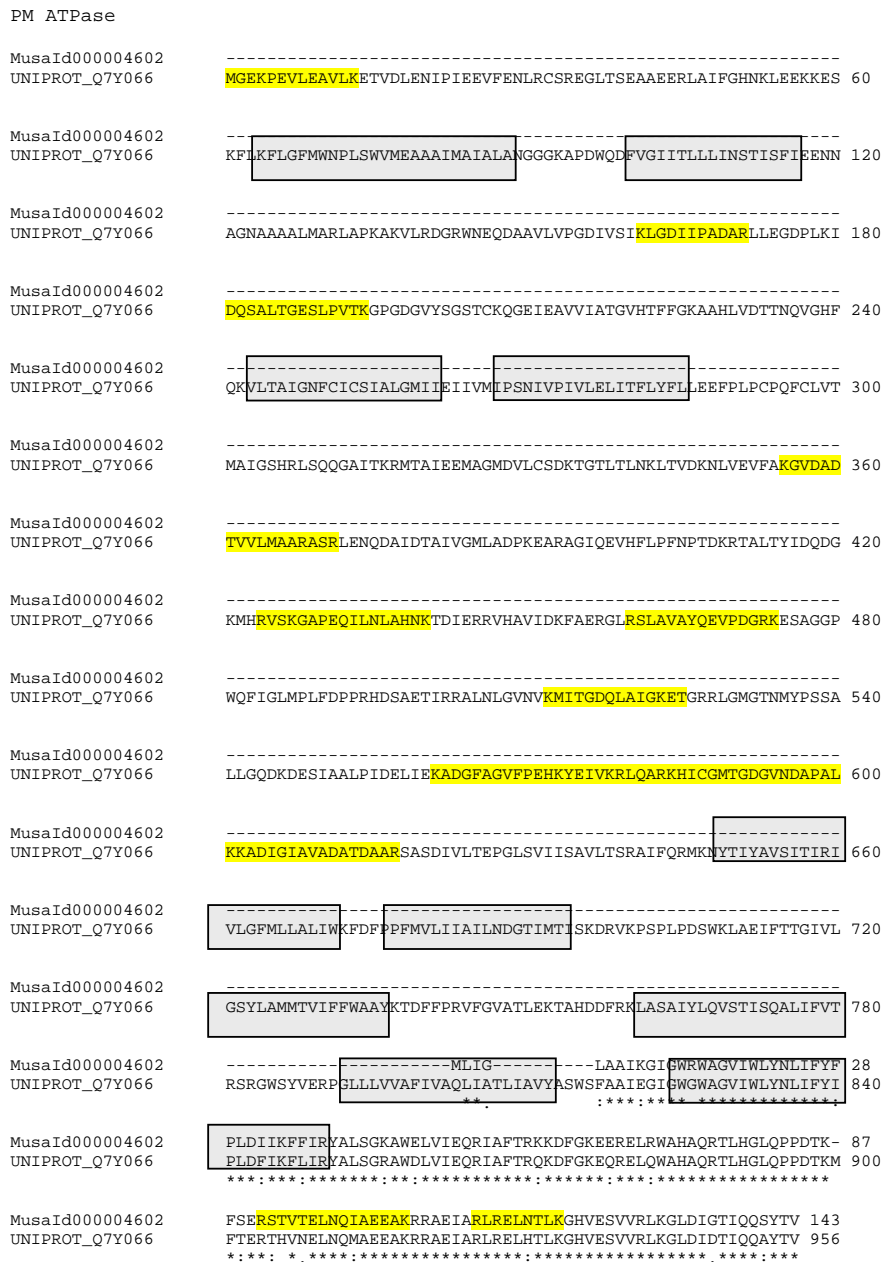 PM ATPase
MusaId000004602 ------------------------------------------------------------
UNIPROT_Q7Y066 MGEKPEVLEAVLKETVDLENIPIEEVFENLRCSREGLTSEAAEERLAIFGHNKLEEKKES 60
MusaId000004602 ------------------------------------------------------------
UNIPROT_Q7Y066 KFLKFLGFMWNPLSWVMEAAAIMAIALANGGGKAPDWQDFVGIITLLLINSTISFIEENN 120
MusaId000004602 ------------------------------------------------------------
UNIPROT_Q7Y066 AGNAAAALMARLAPKAKVLRDGRWNEQDAAVLVPGDIVSIKLGDIIPADARLLEGDPLKI 180
MusaId000004602 ------------------------------------------------------------
UNIPROT_Q7Y066 DQSALTGESLPVTKGPGDGVYSGSTCKQGEIEAVVIATGVHTFFGKAAHLVDTTNQVGHF 240
MusaId000004602 ------------------------------------------------------------
UNIPROT_Q7Y066 QKVLTAIGNFCICSIALGMIIEIIVMIPSNIVPIVLELITFLYFLLEEFPLPCPQFCLVT 300
MusaId000004602 ------------------------------------------------------------
UNIPROT_Q7Y066 MAIGSHRLSQQGAITKRMTAIEEMAGMDVLCSDKTGTLTLNKLTVDKNLVEVFAKGVDAD 360
MusaId000004602 ------------------------------------------------------------
UNIPROT_Q7Y066 TVVLMAARASRLENQDAIDTAIVGMLADPKEARAGIQEVHFLPFNPTDKRTALTYIDQDG 420
MusaId000004602 ------------------------------------------------------------
UNIPROT_Q7Y066 KMHRVSKGAPEQILNLAHNKTDIERRVHAVIDKFAERGLRSLAVAYQEVPDGRKESAGGP 480
MusaId000004602 ------------------------------------------------------------
UNIPROT_Q7Y066 WQFIGLMPLFDPPRHDSAETIRRALNLGVNVKMITGDQLAIGKETGRRLGMGTNMYPSSA 540
MusaId000004602 ------------------------------------------------------------
UNIPROT_Q7Y066 LLGQDKDESIAALPIDELIEKADGFAGVFPEHKYEIVKRLQARKHICGMTGDGVNDAPAL 600
MusaId000004602 ------------------------------------------------------------
UNIPROT_Q7Y066 KKADIGIAVADATDAARSASDIVLTEPGLSVIISAVLTSRAIFQRMKNYTIYAVSITIRI 660
MusaId000004602 ------------------------------------------------------------
UNIPROT_Q7Y066 VLGFMLLALIWKFDFPPFMVLIIAILNDGTIMTISKDRVKPSPLPDSWKLAEIFTTGIVL 720
MusaId000004602 ------------------------------------------------------------
UNIPROT_Q7Y066 GSYLAMMTVIFFWAAYKTDFFPRVFGVATLEKTAHDDFRKLASAIYLQVSTISQALIFVT 780
MusaId000004602 ----------------------MLIG----------LAAIKGIGWRWAGVIWLYNLIFYF 28
UNIPROT_Q7Y066 RSRGWSYVERPGLLLVVAFIVAQLIATLIAVYASWSFAAIEGIGWGWAGVIWLYNLIFYI 840
**. :***:**** *************:
MusaId000004602 PLDIIKFFIRYALSGKAWELVIEQRIAFTRKKDFGKEERELRWAHAQRTLHGLQPPDTK- 87
UNIPROT_Q7Y066 PLDFIKFLIRYALSGRAWDLVIEQRIAFTRQKDFGKEQRELQWAHAQRTLHGLQPPDTKM 900
***:***:*******:**:***********:******:***:*****************
MusaId000004602 FSERSTVTELNQIAEEAKRRAEIARLRELNTLKGHVESVVRLKGLDIGTIQQSYTV 143
UNIPROT_Q7Y066 FTERTHVNELNQMAEEAKRRAEIARLRELHTLKGHVESVVRLKGLDIDTIQQAYTV 956
*:**: *.****:****************:*****************.****:***